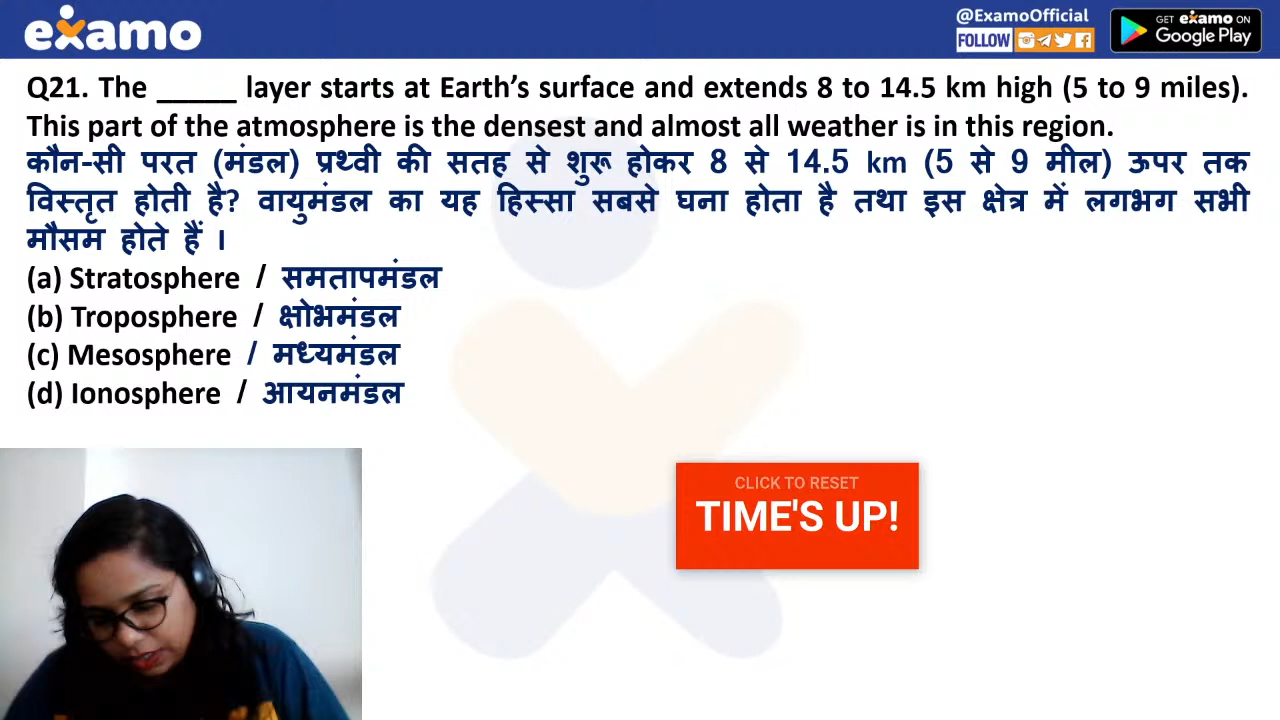 examo
@ExamoOfficial
FOLLOW
GET examo ON
Google Play
Q21. The _____ layer starts at Earth’s surface and extends 8 to 14.5 km high (5 to 9 miles).
This part of the atmosphere is the densest and almost all weather is in this region.
कौन-सी परत (मंडल) प्रथ्वी की सतह से शुरू होकर 8 से 14.5 km (5 से 9 मील) ऊपर तक
विस्तृत होती है? वायुमंडल का यह हिस्सा सबसे घना होता है तथा इस क्षेत्र में लगभग सभी
मौसम होते हैं ।
(a) Stratosphere / समतापमंडल
(b) Troposphere / क्षोभमंडल
(c) Mesosphere / मध्यमंडल
(d) Ionosphere / आयनमंडल
CLICK TO RESET
TIME'S UP!